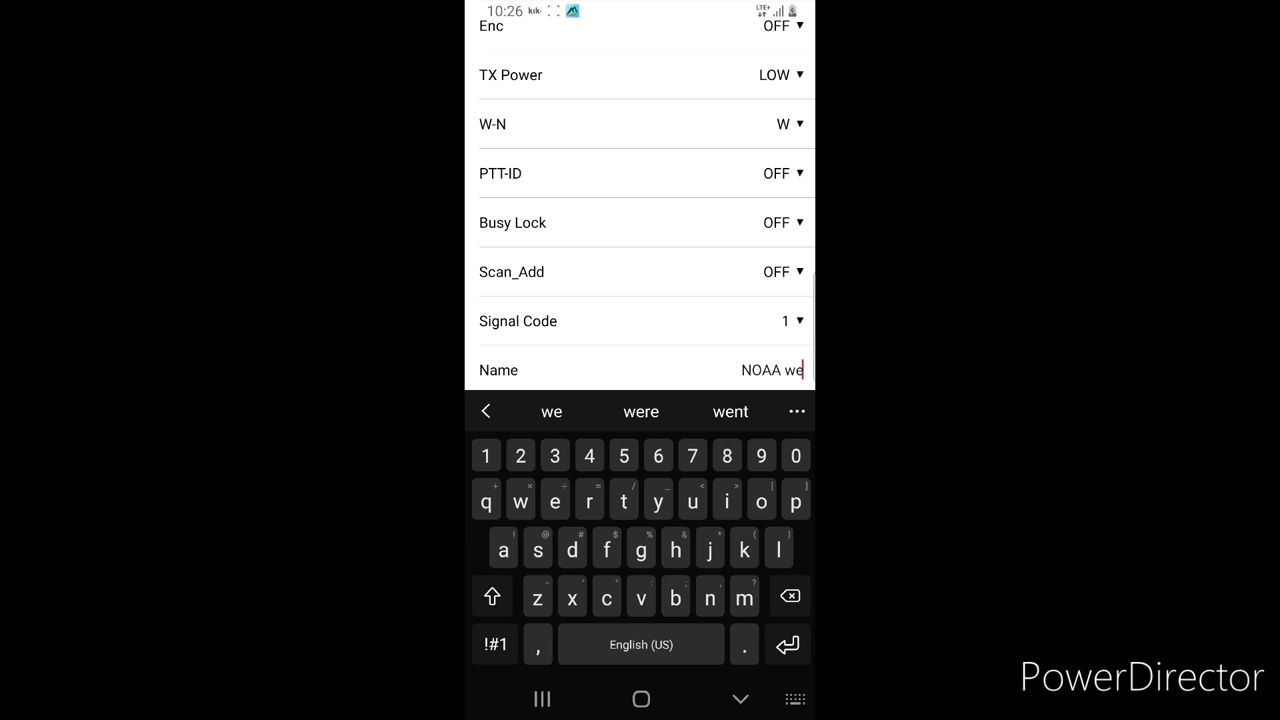 10:26 kik
LTE+
Enc OFF ▼
TX Power LOW ▼
W-N W ▼
PTT-ID OFF ▼
Busy Lock OFF ▼
Scan_Add OFF ▼
Signal Code 1 ▼
Name NOAA we
we were went
1 2 3 4 5 6 7 8 9 0
+ × ÷ = / _ < > [ ]
q w e r t y u i o p
! @ # $ % & * ( )
a s d f g h j k l
- ' " : ; , ?
z x c v b n m
!#1 , English (US) .
PowerDirector